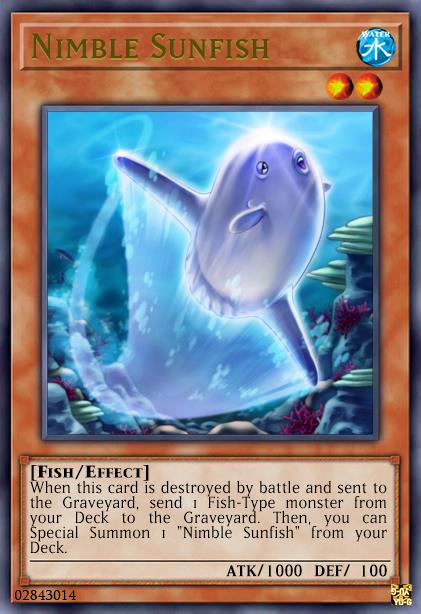 Nimble Sunfish
WATER
水
[Fish/Effect]
When this card is destroyed by battle and sent to
the Graveyard, send 1 Fish-Type monster from
your Deck to the Graveyard. Then, you can
Special Summon 1 "Nimble Sunfish" from your
Deck.
ATK/1000 DEF/ 100
02843014